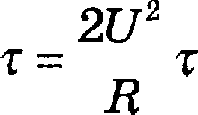 τ = 2U² / R τ